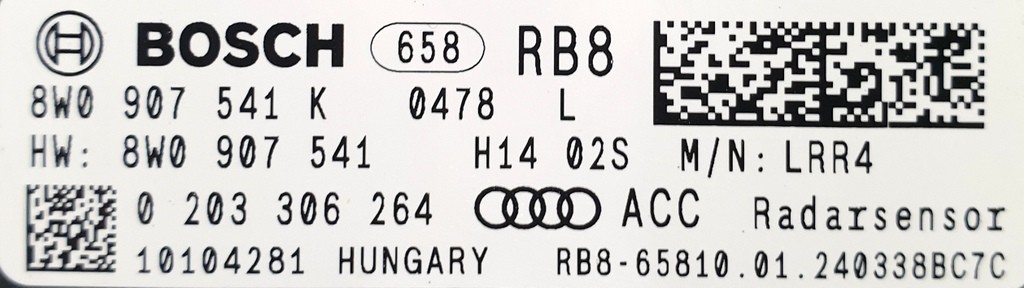 BOSCH 658 RB8
8W0 907 541 K 0478 L
HW: 8W0 907 541 H14 02S M/N: LRR4
0 203 306 264 ACC Radarsensor
10104281 HUNGARY RB8-65810.01.240338BC7C